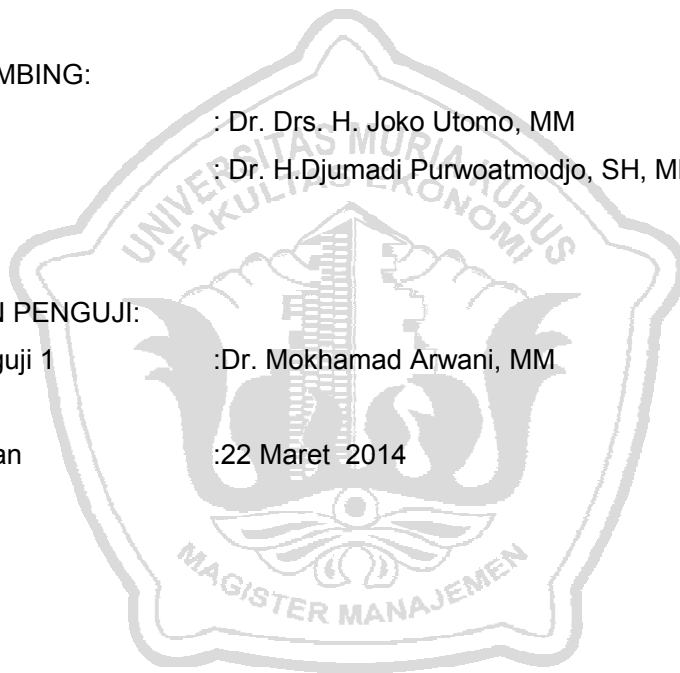 MBING:
: Dr. Drs. H. Joko Utomo, MM
: Dr. H.Djumadi Purwoatmodjo, SH, M
N PENGUJI:
guji 1 :Dr. Mokhamad Arwani, MM
an :22 Maret 2014
UNIVERSITAS MURIA KUDUS
FAKULTAS EKONOMI
MAGISTER MANAJEMEN